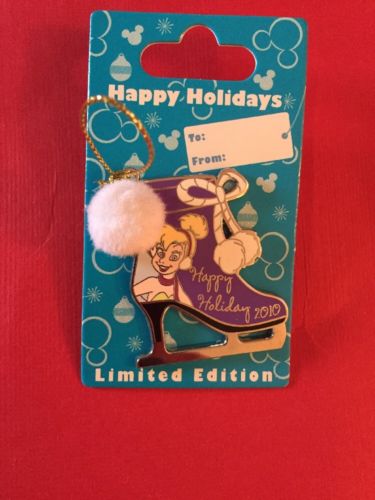 Happy Holidays
To:
From:
Happy
Holiday 2010
Limited Edition